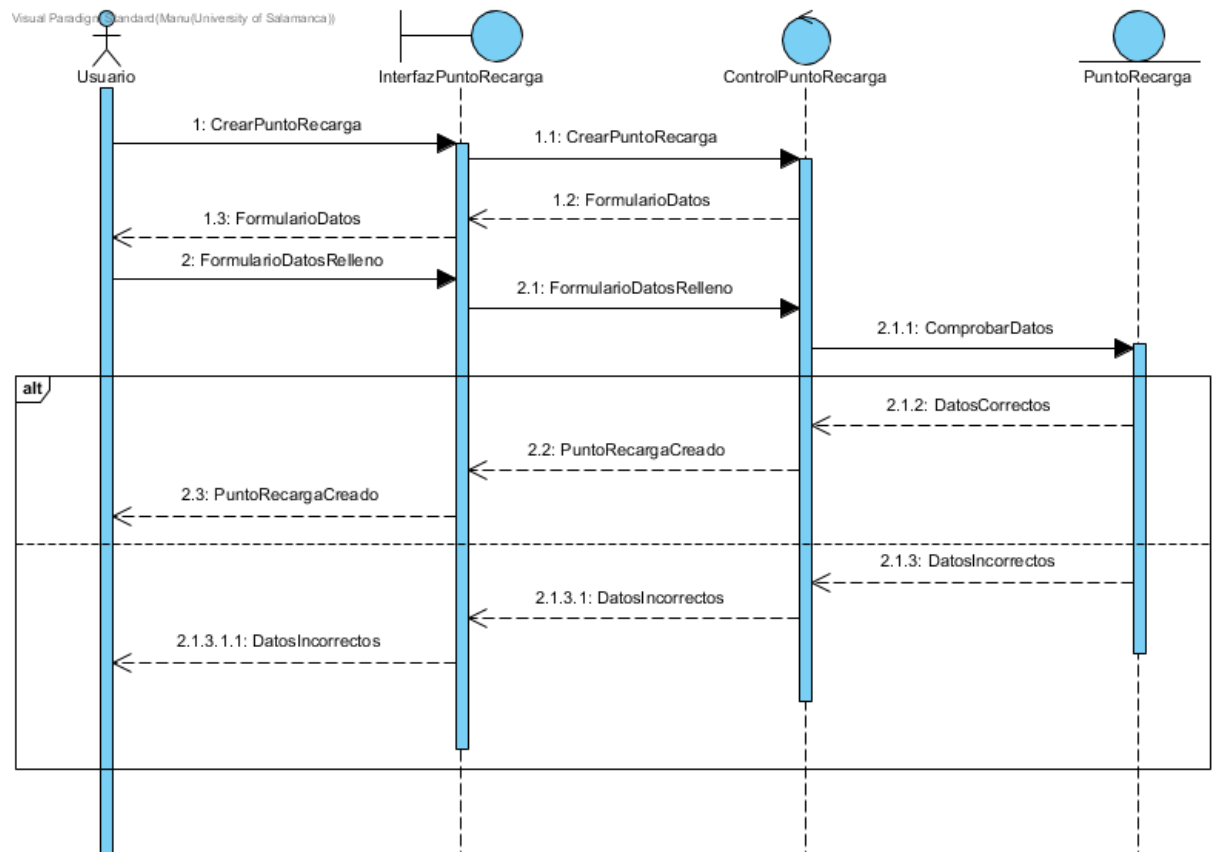 Visual Paradigm Standard(Manu(University of Salamanca))
Usuario
InterfazPuntoRecarga
ControlPuntoRecarga
PuntoRecarga
1: CrearPuntoRecarga
1.1: CrearPuntoRecarga
1.2: FormularioDatos
1.3: FormularioDatos
2: FormularioDatosRelleno
2.1: FormularioDatosRelleno
2.1.1: ComprobarDatos
alt
2.1.2: DatosCorrectos
2.2: PuntoRecargaCreado
2.3: PuntoRecargaCreado
2.1.3: DatosIncorrectos
2.1.3.1: DatosIncorrectos
2.1.3.1.1: DatosIncorrectos